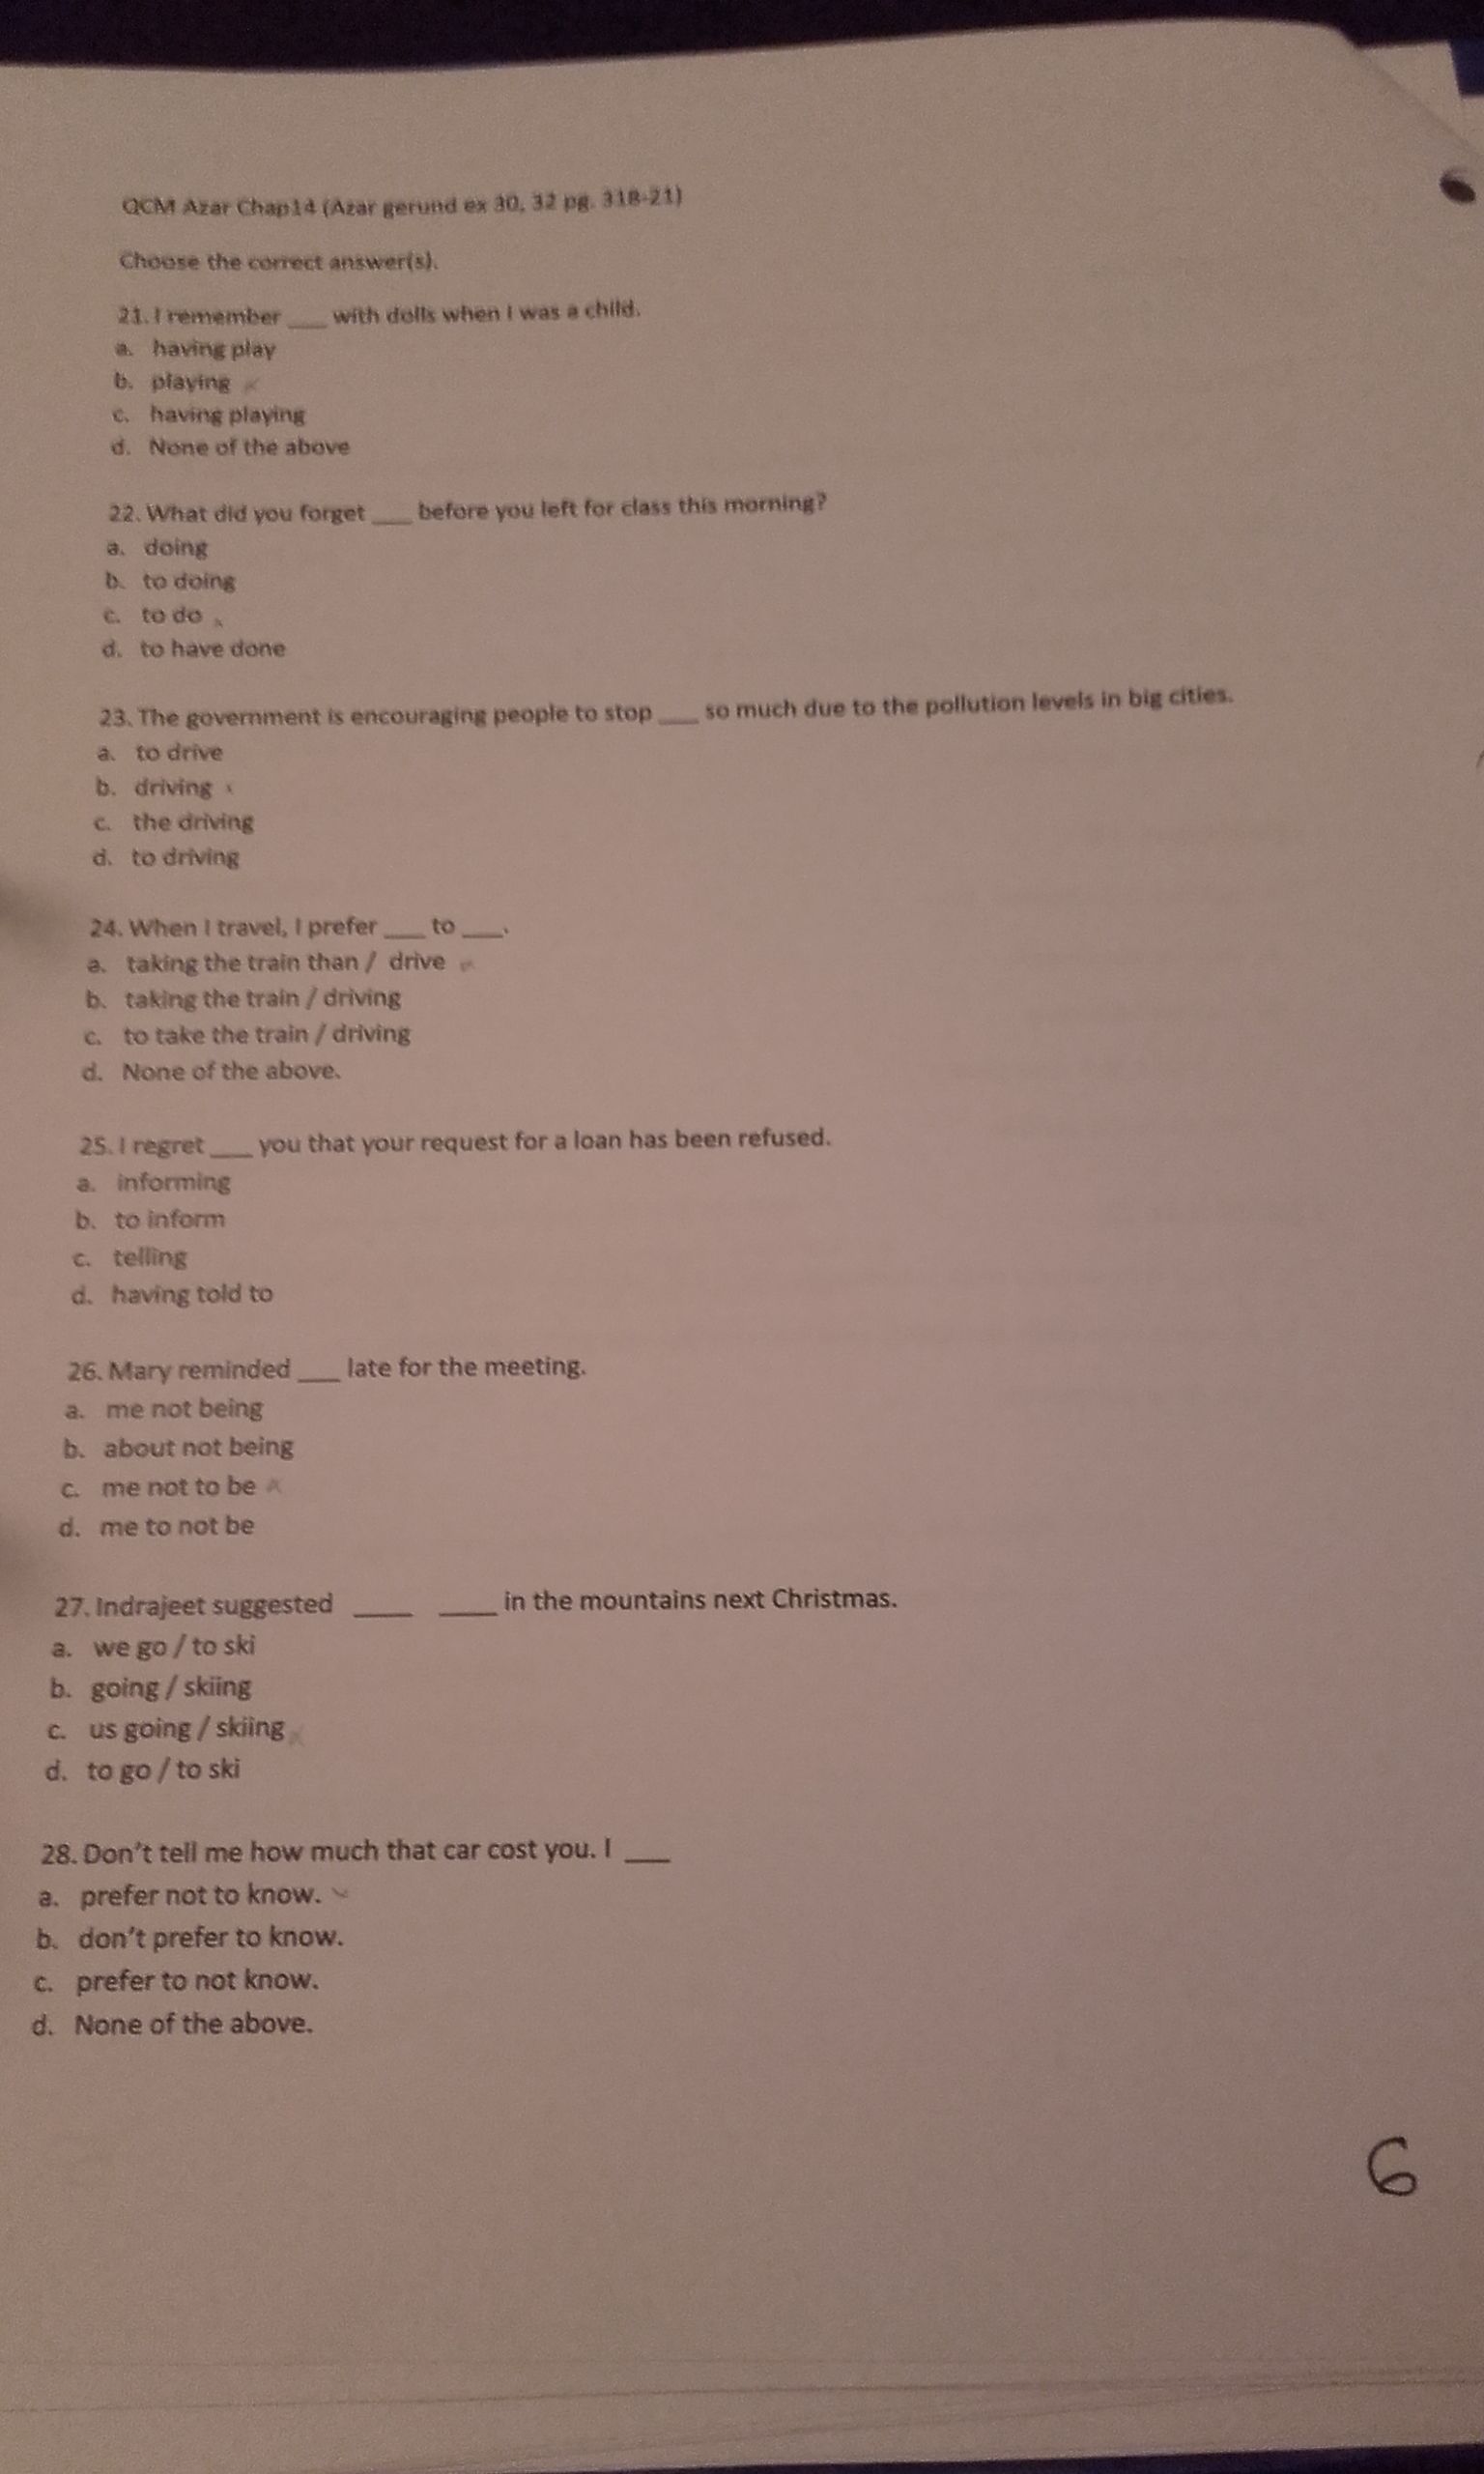 QCM Azar Chap14 (Azar gerund ex 30, 32 pg. 318-21)
Choose the correct answer(s).
21. I remember ___ with dolls when I was a child.
a. having play
b. playing
c. having playing
d. None of the above
22. What did you forget ___ before you left for class this morning?
a. doing
b. to doing
c. to do
d. to have done
23. The government is encouraging people to stop ___ so much due to the pollution levels in big cities.
a. to drive
b. driving x
c. the driving
d. to driving
24. When I travel, I prefer ___ to ___.
a. taking the train than / drive
b. taking the train / driving
c. to take the train / driving
d. None of the above.
25. I regret ___ you that your request for a loan has been refused.
a. informing
b. to inform
c. telling
d. having told to
26. Mary reminded ___ late for the meeting.
a. me not being
b. about not being
c. me not to be x
d. me to not be
27. Indrajeet suggested ____ ____ in the mountains next Christmas.
a. we go / to ski
b. going / skiing
c. us going / skiing x
d. to go / to ski
28. Don't tell me how much that car cost you. I ___
a. prefer not to know.
b. don't prefer to know.
c. prefer to not know.
d. None of the above.
6